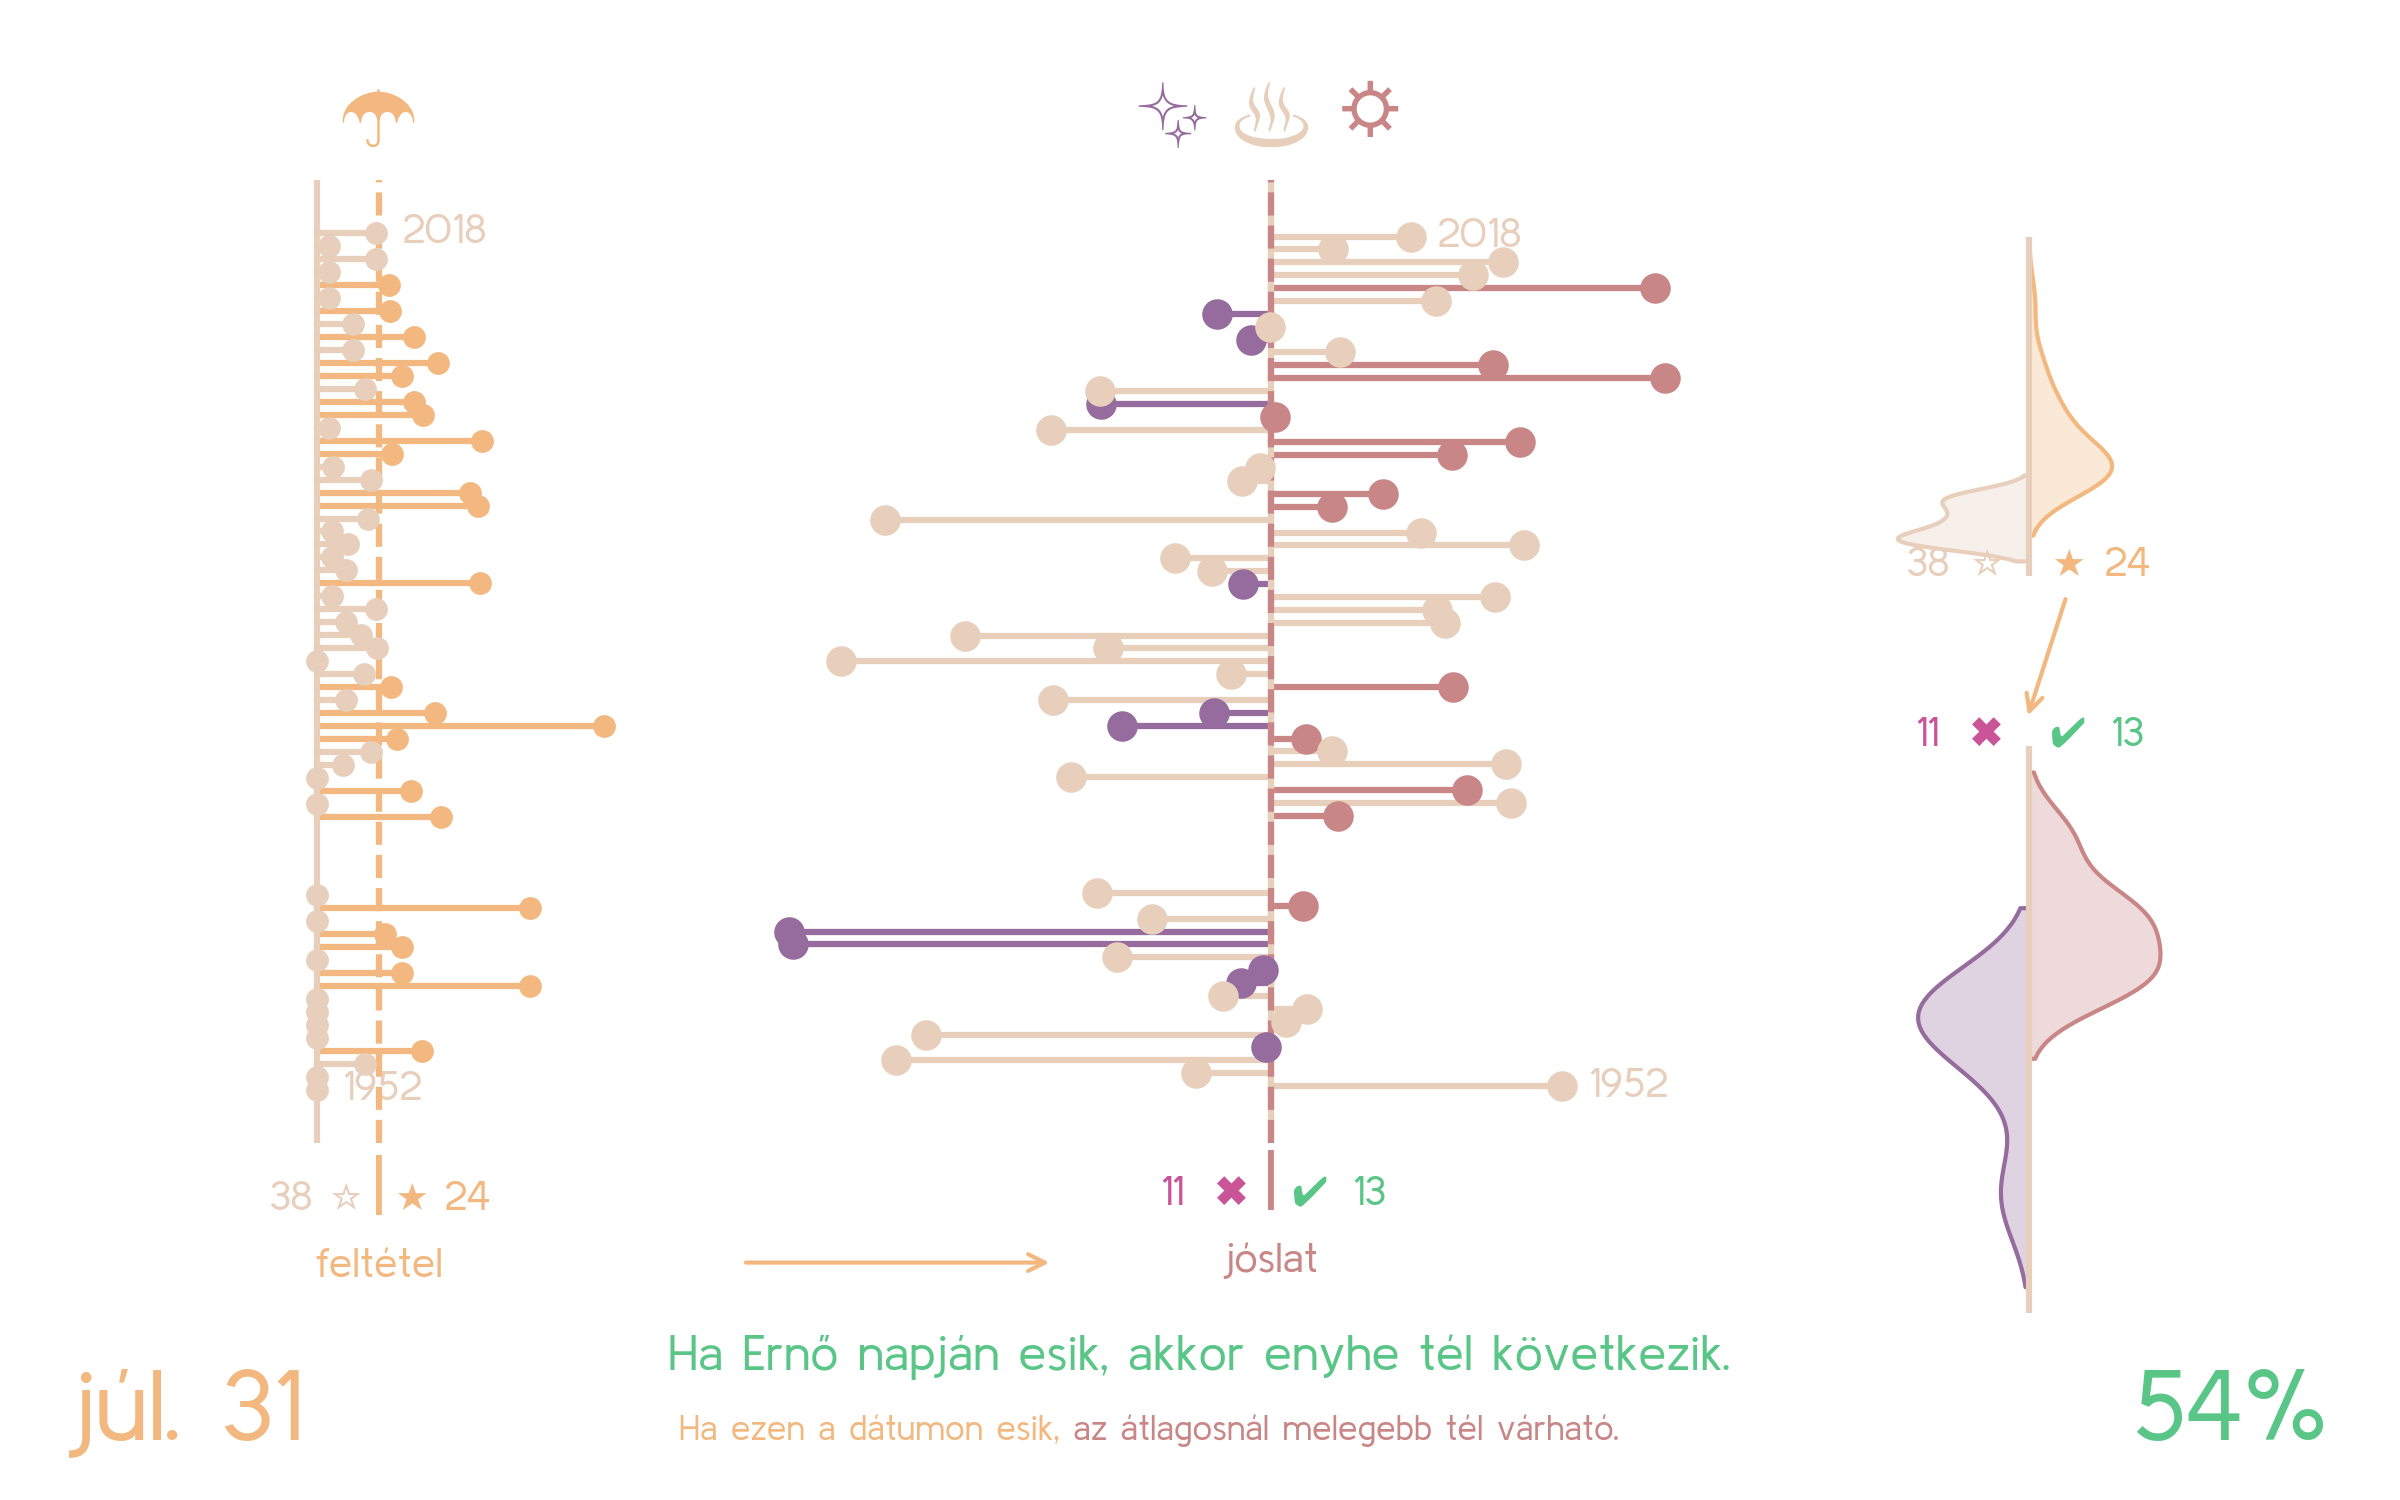 2018
2018
38 24
11 13
1952
1952
38 24
11 13
feltétel
jóslat
Ha Ernő napján esik, akkor enyhe tél következik.
júl. 31
54%
Ha ezen a dátumon esik, az átlagosnál melegebb tél várható.